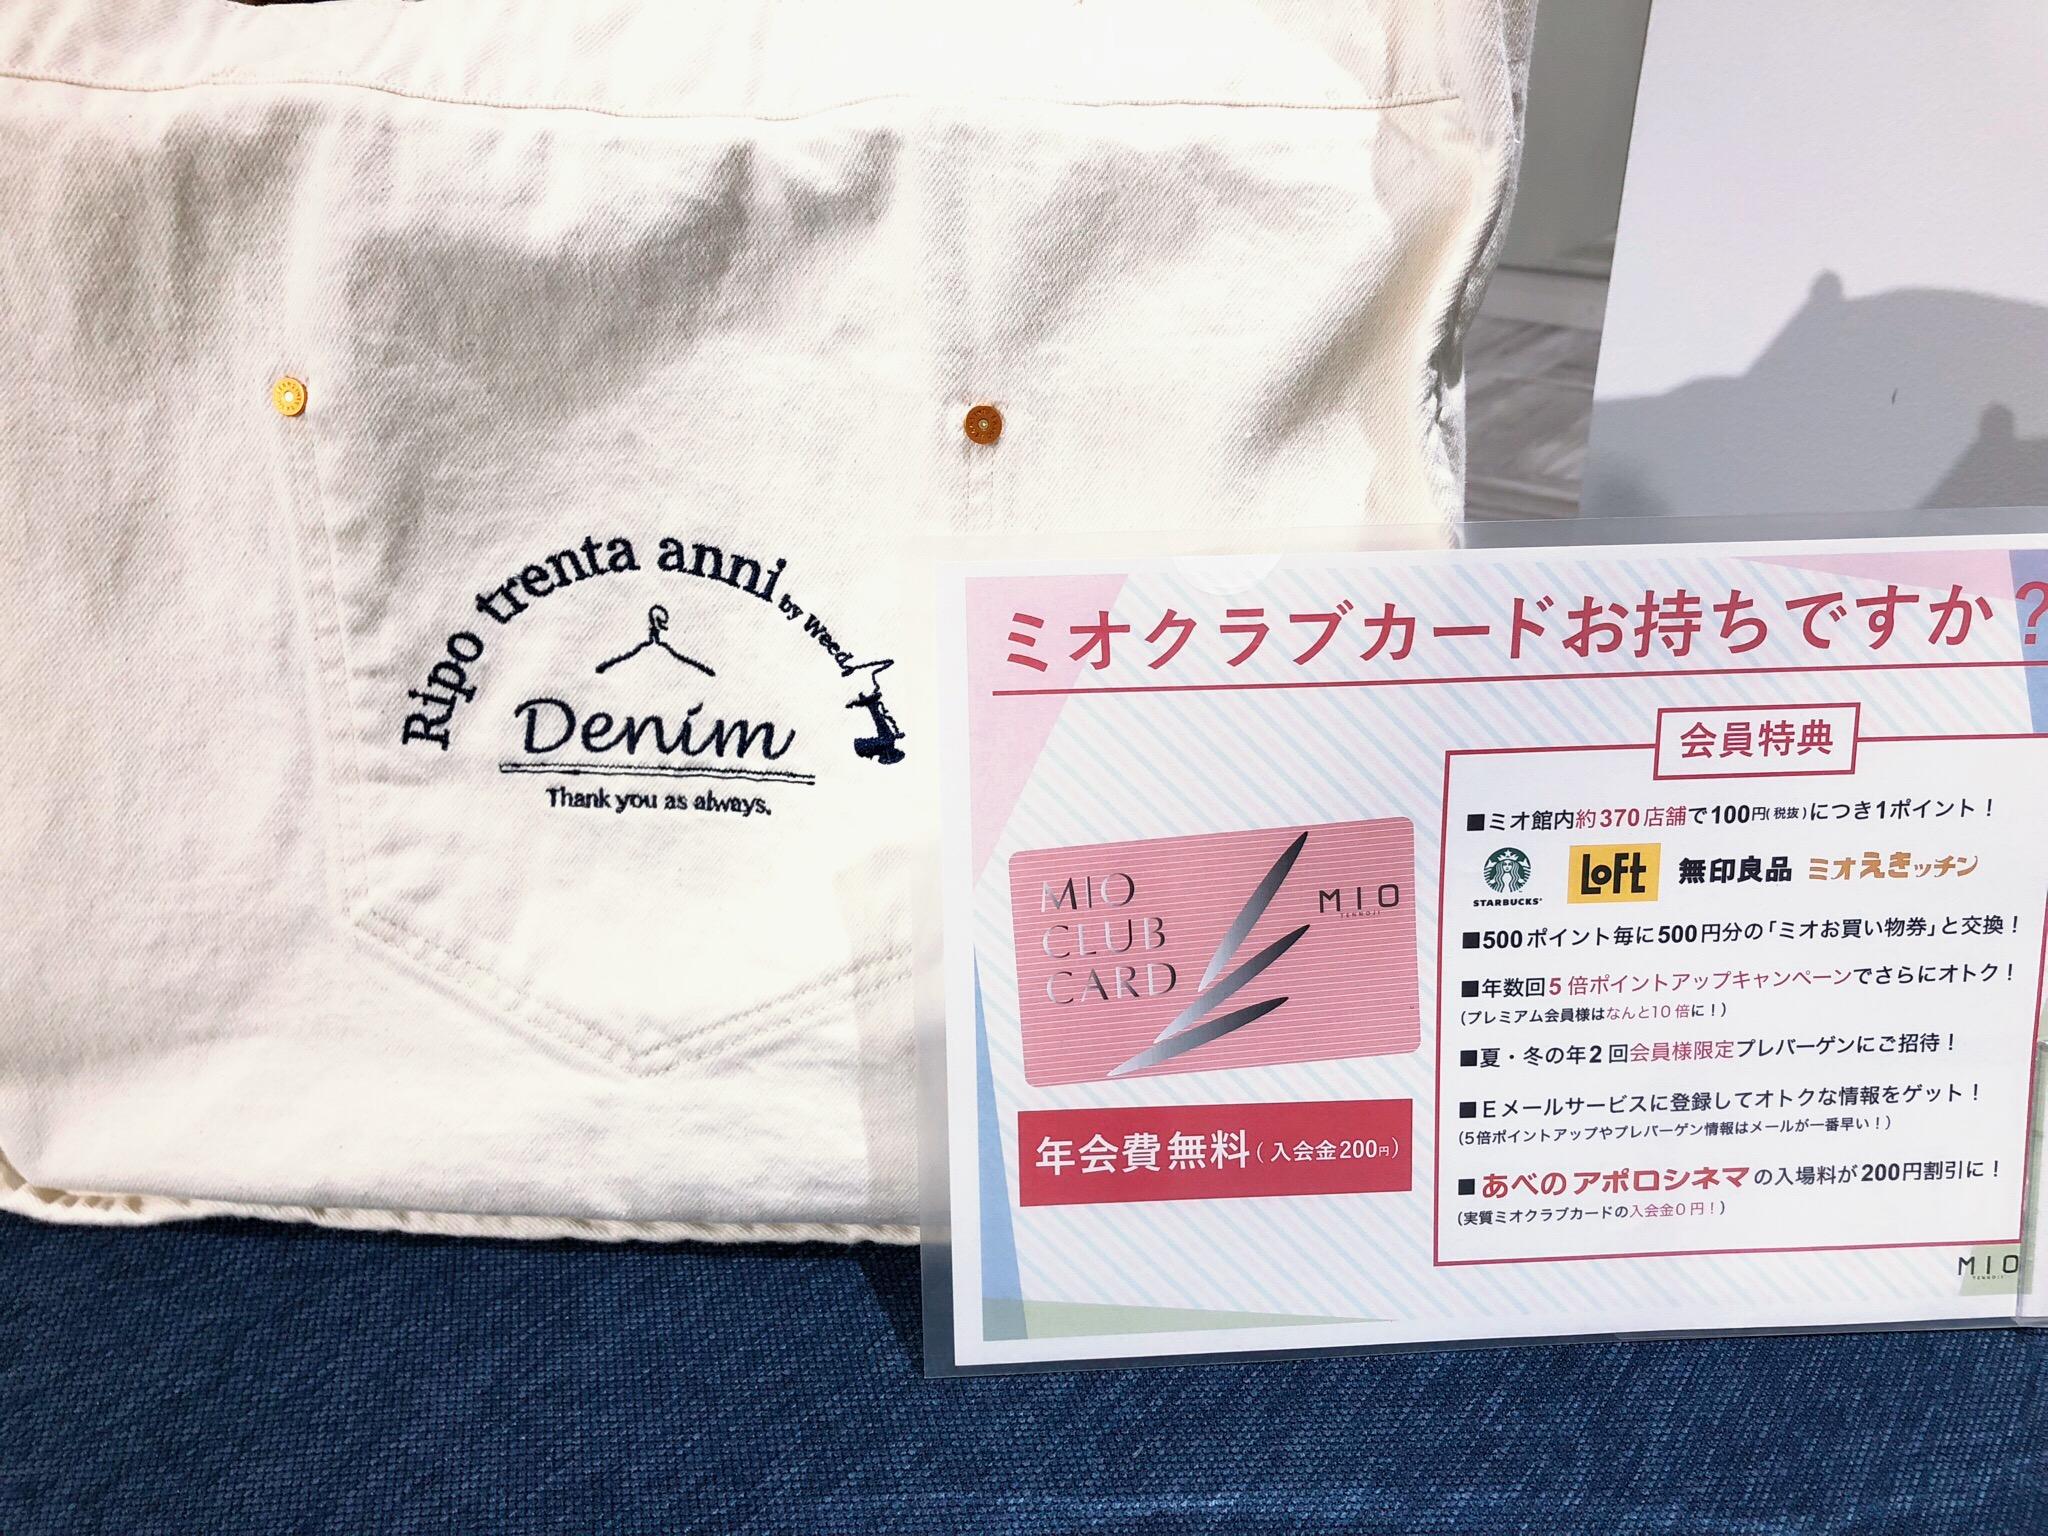 Ripo trenta anni by Weed
Denim
Thank you as always.
ミオクラブカードお持ちですか?
会員特典
■ミオ館内約370店舗で100円(税抜)につき1ポイント!
STARBUCKS
LOFT
無印良品
ミオえきッチン
■500ポイント毎に500円分の「ミオお買い物券」と交換!
■年数回5倍ポイントアップキャンペーンでさらにオトク!
(プレミアム会員様はなんと10倍に!)
■夏・冬の年2回会員様限定プレバーゲンにご招待!
■Eメールサービスに登録してオトクな情報をゲット!
(5倍ポイントアップやプレバーゲン情報はメールが一番早い!)
■あべのアポロシネマの入場料が200円割引に!
(実質ミオクラブカードの入会金0円!)
MIO
CLUB
CARD
MIO
TENNOJI
年会費無料(入会金200円)
MIO
TENNOJI